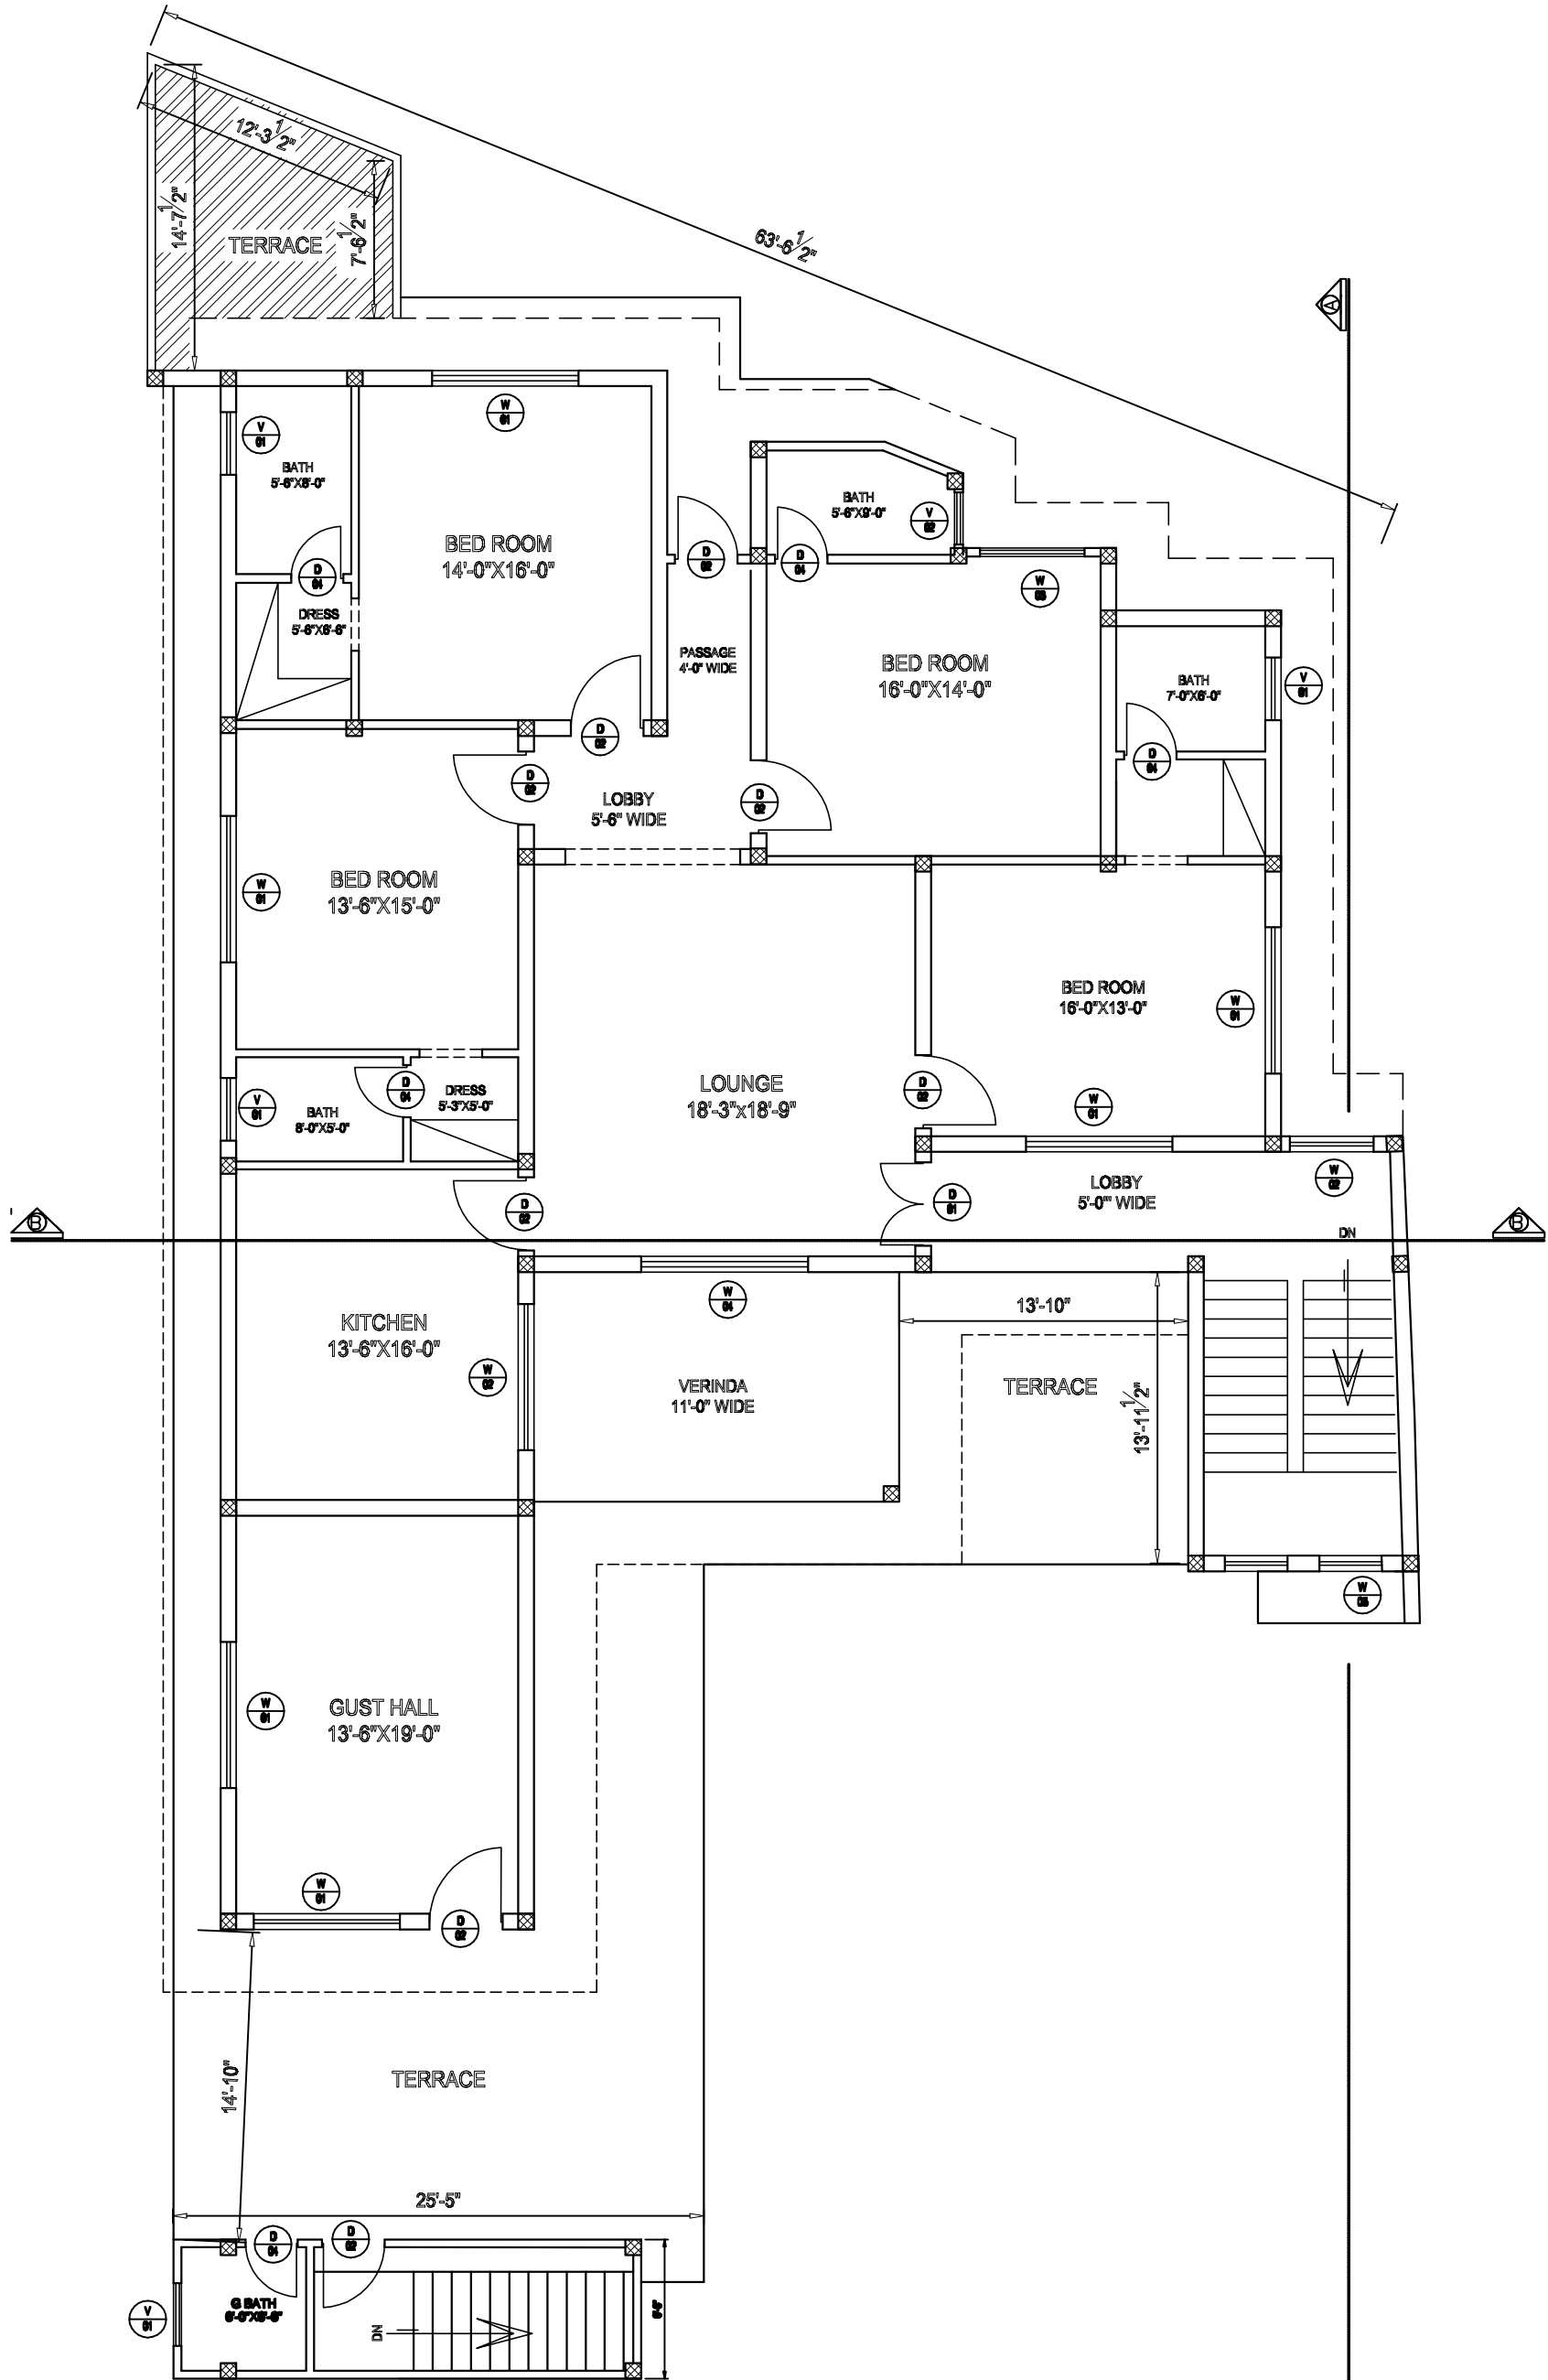 63'-6 1/2"
12'-3 1/2"
14'-7 1/2"
7'-6 1/2"
TERRACE
A
W
01
V
01
BATH
5'-6"X8'-0"
BATH
5'-6"X9'-0"
V
02
BED ROOM
14'-0"X16'-0"
D
02
D
04
D
04
W
03
DRESS
5'-6"X6'-6"
PASSAGE
4'-0" WIDE
BED ROOM
16'-0"X14'-0"
BATH
7'-0"X6'-0"
V
01
D
02
D
04
D
02
LOBBY
5'-6" WIDE
D
02
BED ROOM
13'-6"X15'-0"
W
01
BED ROOM
16'-0"X13'-0"
W
01
LOUNGE
18'-3"x18'-9"
D
02
W
01
V
01
BATH
8'-0"X5'-0"
D
04
DRESS
5'-3"X5'-0"
LOBBY
5'-0" WIDE
W
02
D
02
D
01
B
B
DN
W
04
13'-10"
KITCHEN
13'-6"X16'-0"
W
02
VERINDA
11'-0" WIDE
TERRACE
13'-11 1/2"
W
05
GUST HALL
13'-6"X19'-0"
W
01
W
01
D
02
14'-10"
TERRACE
25'-5"
D
04
D
02
G BATH
V
01
DN